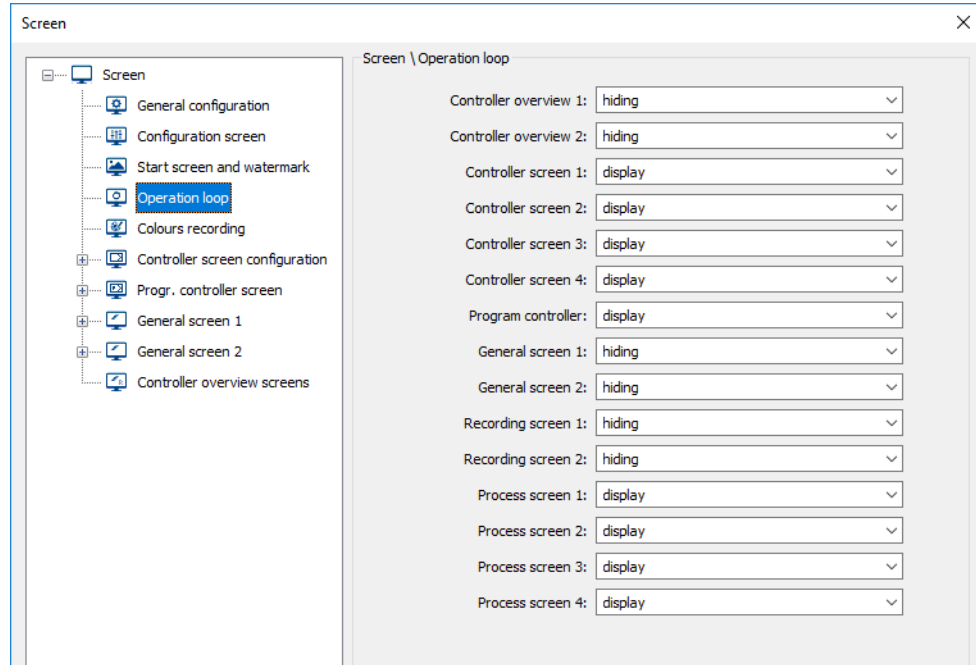 Screen
Screen
General configuration
Configuration screen
Start screen and watermark
Operation loop
Colours recording
Controller screen configuration
Progr. controller screen
General screen 1
General screen 2
Controller overview screens
Screen \ Operation loop
Controller overview 1: hiding
Controller overview 2: hiding
Controller screen 1: display
Controller screen 2: display
Controller screen 3: display
Controller screen 4: display
Program controller: display
General screen 1: hiding
General screen 2: hiding
Recording screen 1: hiding
Recording screen 2: hiding
Process screen 1: display
Process screen 2: display
Process screen 3: display
Process screen 4: display